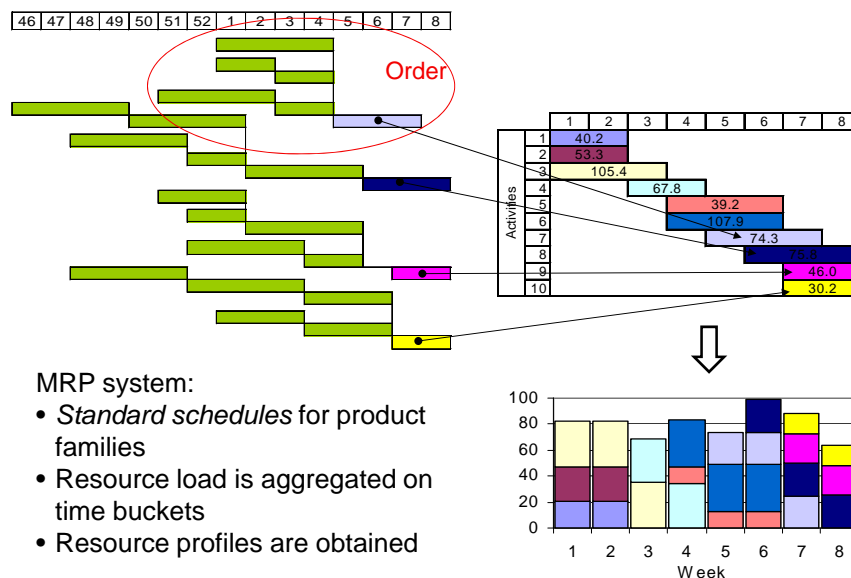 46 47 48 49 50 51 52 1 2 3 4 5 6 7 8
Order
1 2 3 4 5 6 7 8
Activities
1 40.2
2 53.3
3 105.4
4 67.8
5 39.2
6 107.9
7 74.3
8 75.8
9 46.0
10 30.2
MRP system:
• Standard schedules for product
families
• Resource load is aggregated on
time buckets
• Resource profiles are obtained
100
80
60
40
20
0
1 2 3 4 5 6 7 8
Week